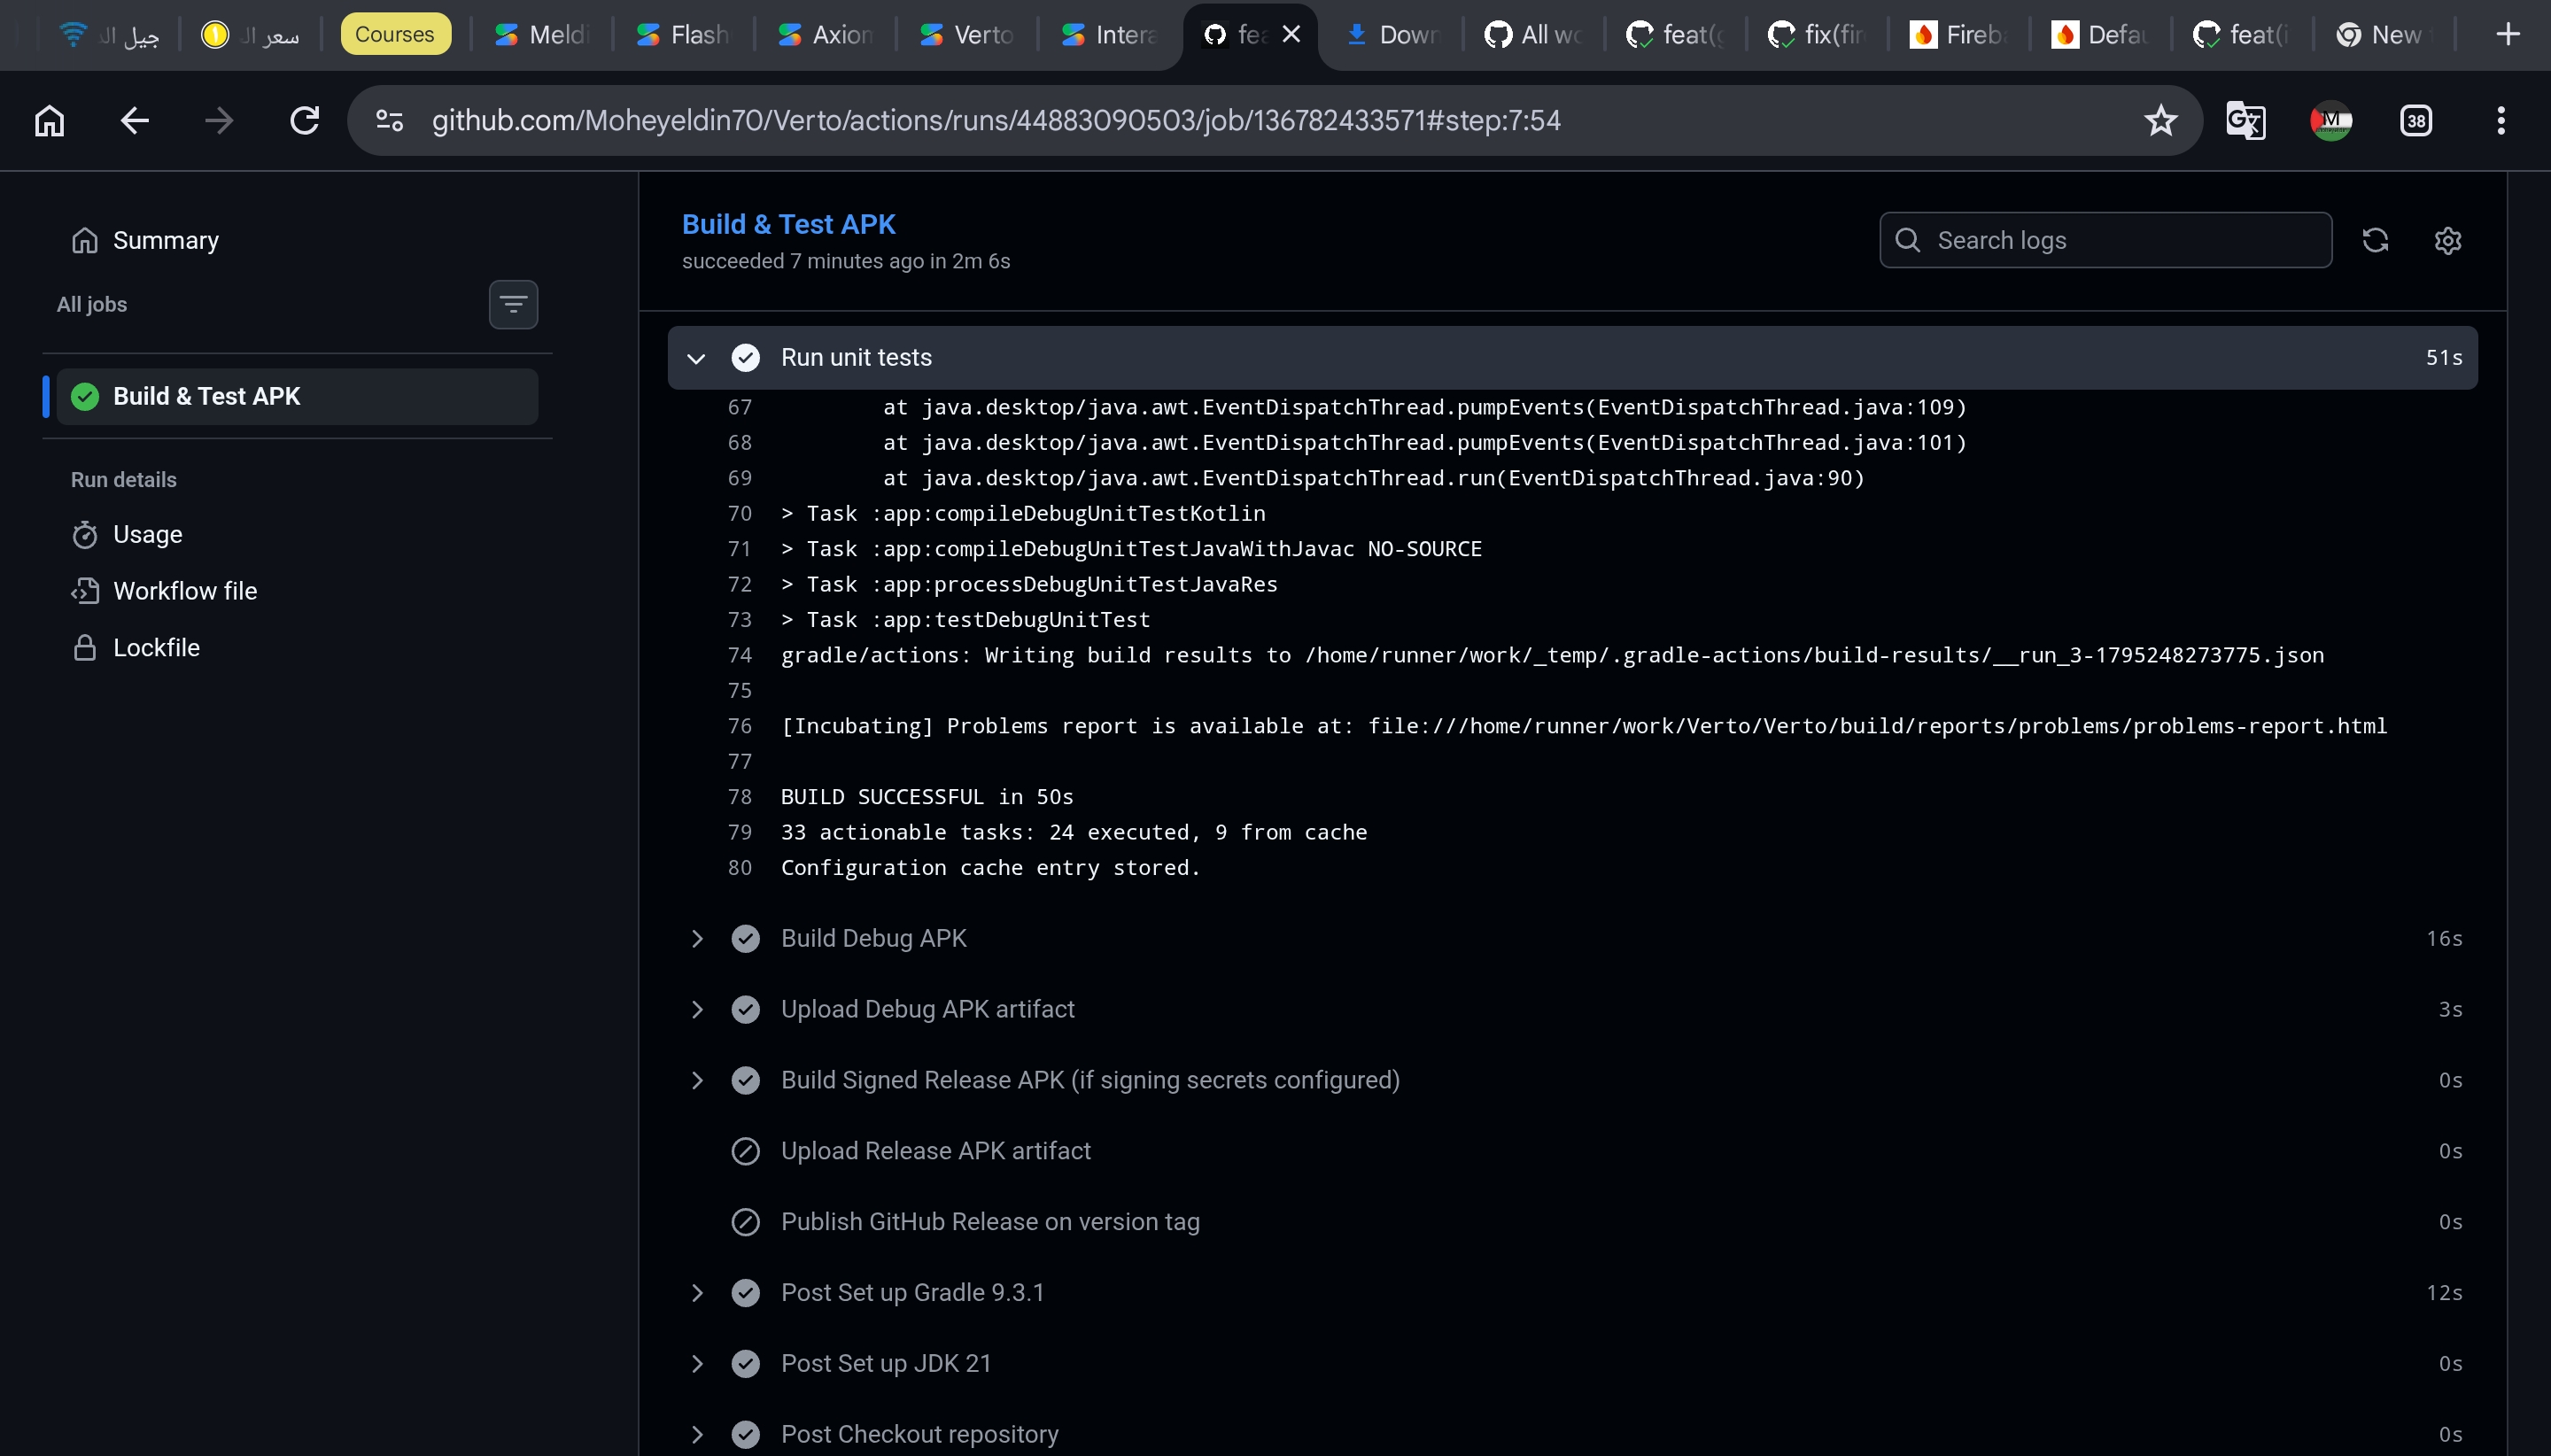 جيل ال
سعر ال
Courses
Meldi
Flash
Axion
Verto
Intera
fea
Down
All wo
feat(g
fix(fir
Fireb
Defau
feat(i
New
github.com/Moheyeldin70/Verto/actions/runs/44883090503/job/136782433571#step:7:54
38
Summary
All jobs
Build & Test APK
Run details
Usage
Workflow file
Lockfile
Build & Test APK
succeeded 7 minutes ago in 2m 6s
Search logs
Run unit tests 51s
67 at java.desktop/java.awt.EventDispatchThread.pumpEvents(EventDispatchThread.java:109)
68 at java.desktop/java.awt.EventDispatchThread.pumpEvents(EventDispatchThread.java:101)
69 at java.desktop/java.awt.EventDispatchThread.run(EventDispatchThread.java:90)
70 > Task :app:compileDebugUnitTestKotlin
71 > Task :app:compileDebugUnitTestJavaWithJavac NO-SOURCE
72 > Task :app:processDebugUnitTestJavaRes
73 > Task :app:testDebugUnitTest
74 gradle/actions: Writing build results to /home/runner/work/_temp/.gradle-actions/build-results/__run_3-1795248273775.json
75
76 [Incubating] Problems report is available at: file:///home/runner/work/Verto/Verto/build/reports/problems/problems-report.html
77
78 BUILD SUCCESSFUL in 50s
79 33 actionable tasks: 24 executed, 9 from cache
80 Configuration cache entry stored.
Build Debug APK 16s
Upload Debug APK artifact 3s
Build Signed Release APK (if signing secrets configured) 0s
Upload Release APK artifact 0s
Publish GitHub Release on version tag 0s
Post Set up Gradle 9.3.1 12s
Post Set up JDK 21 0s
Post Checkout repository 0s